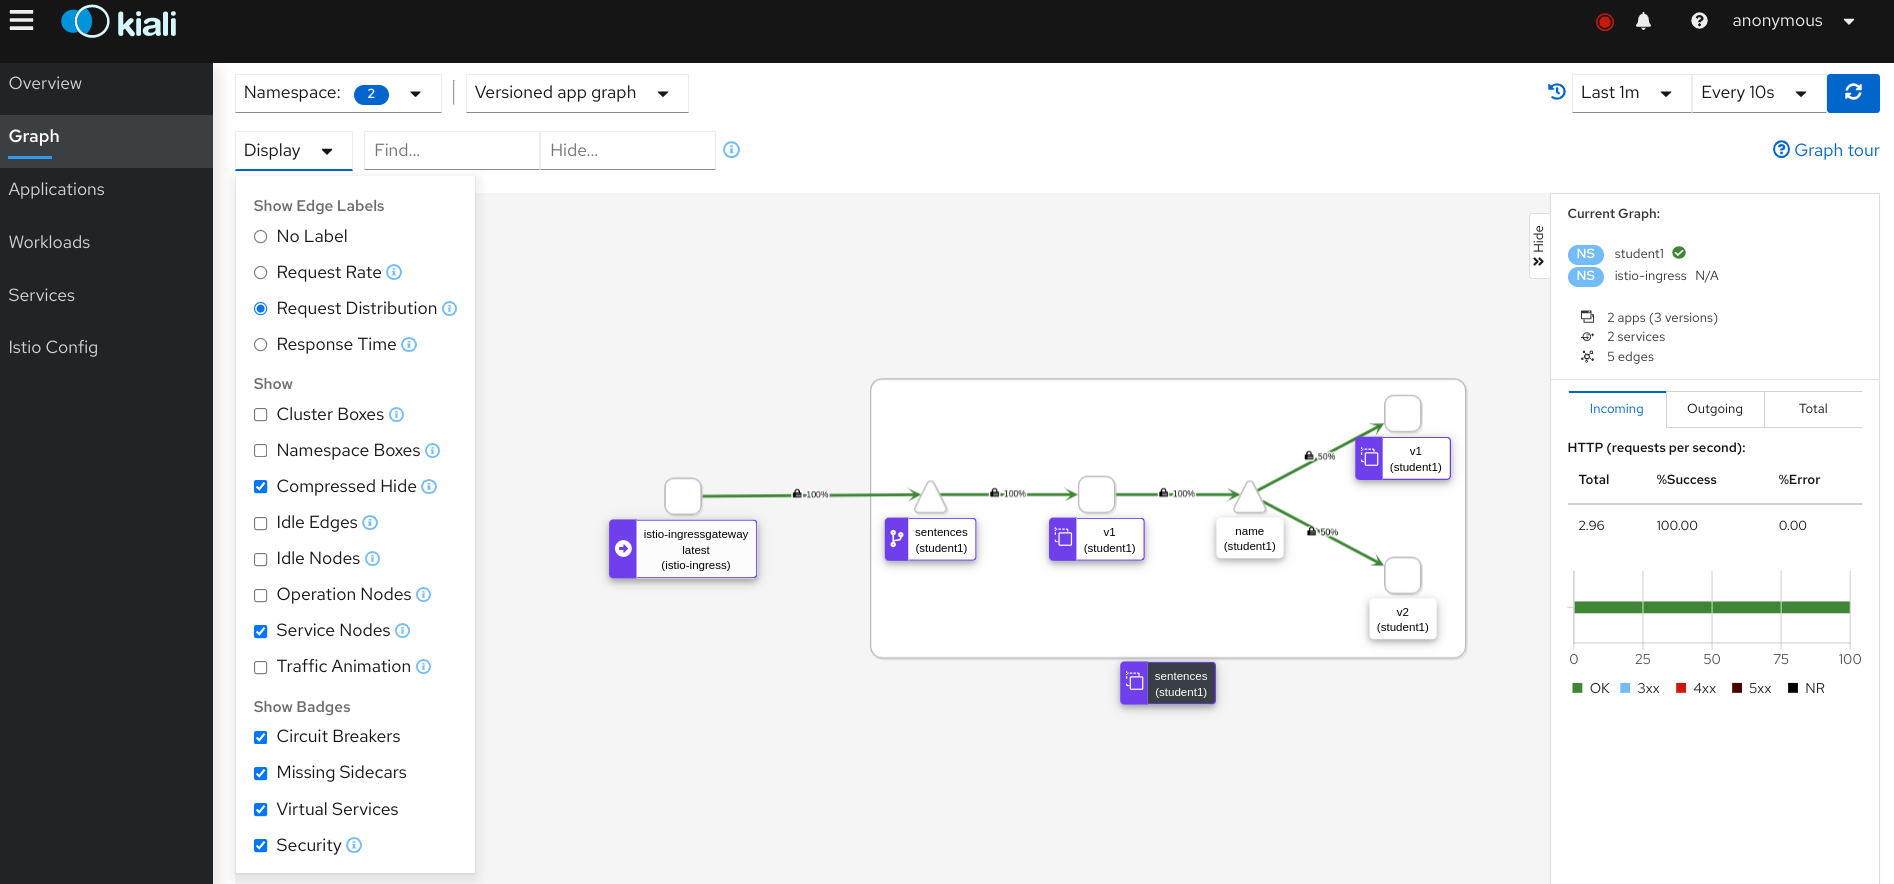 kiali
anonymous
Overview
Graph
Applications
Workloads
Services
Istio Config
Namespace: 2
Versioned app graph
Last 1m
Every 10s
Display
Find...
Hide...
Graph tour
Show Edge Labels
No Label
Request Rate
Request Distribution
Response Time
Show
Cluster Boxes
Namespace Boxes
Compressed Hide
Idle Edges
Idle Nodes
Operation Nodes
Service Nodes
Traffic Animation
Show Badges
Circuit Breakers
Missing Sidecars
Virtual Services
Security
istio-ingressgateway
latest
(istio-ingress)
100%
sentences
(student1)
100%
v1
(student1)
100%
name
(student1)
50%
v1
(student1)
50%
v2
(student1)
sentences
(student1)
Hide
Current Graph:
NS student1
NS istio-ingress N/A
2 apps (3 versions)
2 services
5 edges
Incoming Outgoing Total
HTTP (requests per second):
Total %Success %Error
2.96 100.00 0.00
0 25 50 75 100
OK 3xx 4xx 5xx NR